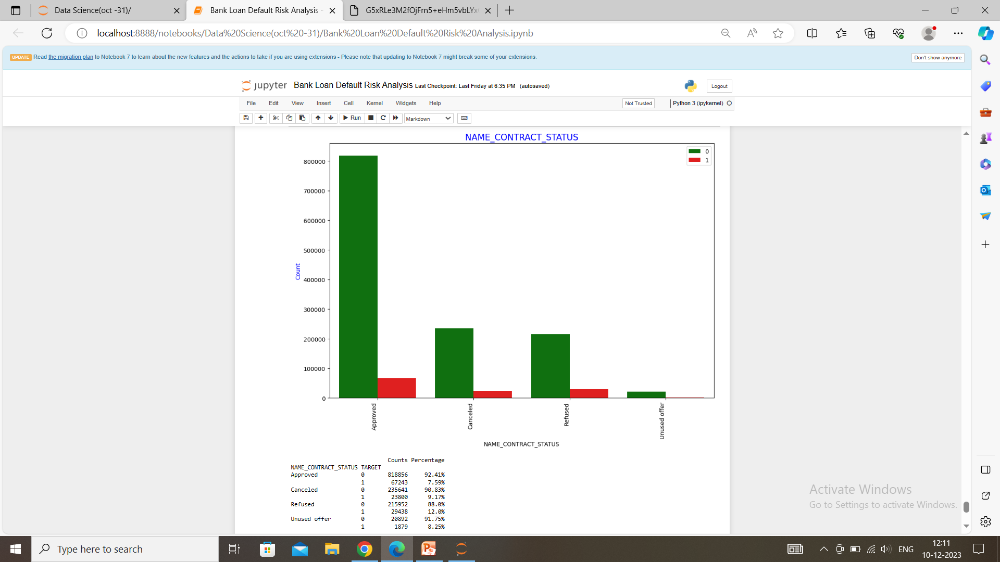 Data Science(oct -31)/
Bank Loan Default Risk Analysis -
G5xRLe3M2fOjFrn5+eHm5vbLYx
localhost:8888/notebooks/Data%20Science(oct%20-31)/Bank%20Loan%20Default%20Risk%20Analysis.ipynb
UPDATE Read the migration plan to Notebook 7 to learn about the new features and the actions to take if you are using extensions - Please note that updating to Notebook 7 might break some of your extensions.
Don't show anymore
jupyter Bank Loan Default Risk Analysis Last Checkpoint: Last Friday at 6:35 PM (autosaved)
Logout
File Edit View Insert Cell Kernel Widgets Help
Not Trusted
Python 3 (ipykernel)
Run
Markdown
NAME_CONTRACT_STATUS
0
1
800000
700000
600000
500000
400000
300000
200000
100000
0
Count
Approved
Canceled
Refused
Unused offer
NAME_CONTRACT_STATUS
Counts Percentage
NAME_CONTRACT_STATUS TARGET
Approved 0 818856 92.41%
1 67243 7.59%
Canceled 0 235641 90.83%
1 23800 9.17%
Refused 0 215952 88.0%
1 29438 12.0%
Unused offer 0 20892 91.75%
1 1879 8.25%
Activate Windows
Go to Settings to activate Windows.
Type here to search
ENG
12:11
10-12-2023